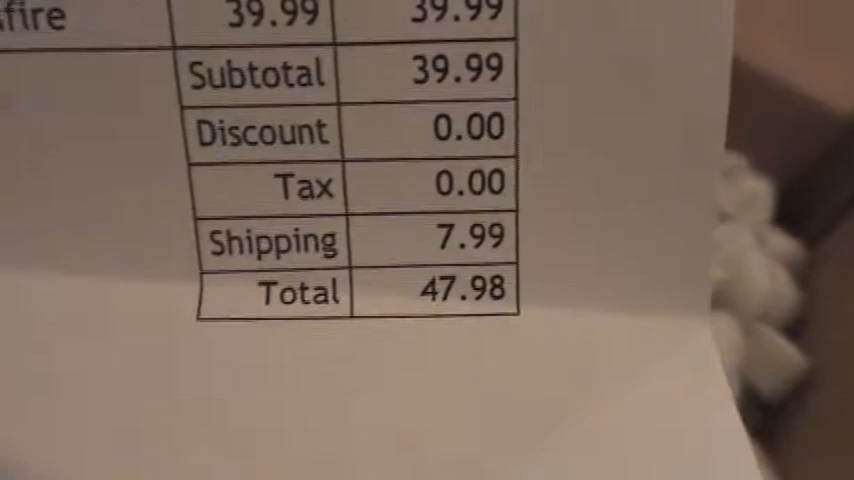 39.99 39.99
Subtotal 39.99
Discount 0.00
Tax 0.00
Shipping 7.99
Total 47.98